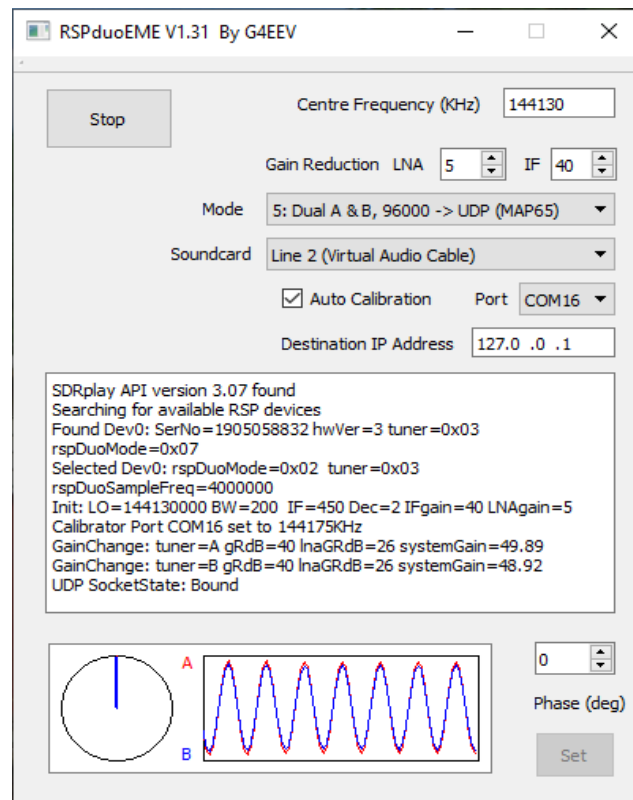 RSPduoEME V1.31 By G4EEV
Stop
Centre Frequency (KHz) 144130
Gain Reduction LNA 5 IF 40
Mode 5: Dual A & B, 96000 -> UDP (MAP65)
Soundcard Line 2 (Virtual Audio Cable)
Auto Calibration Port COM16
Destination IP Address 127.0 .0 .1
SDRplay API version 3.07 found
Searching for available RSP devices
Found Dev0: SerNo=1905058832 hwVer=3 tuner=0x03
rspDuoMode=0x07
Selected Dev0: rspDuoMode=0x02 tuner=0x03
rspDuoSampleFreq=4000000
Init: LO=144130000 BW=200 IF=450 Dec=2 IFgain=40 LNAgain=5
Calibrator Port COM16 set to 144175KHz
GainChange: tuner=A gRdB=40 lnaGRdB=26 systemGain=49.89
GainChange: tuner=B gRdB=40 lnaGRdB=26 systemGain=48.92
UDP SocketState: Bound
A
B
0
Phase (deg)
Set